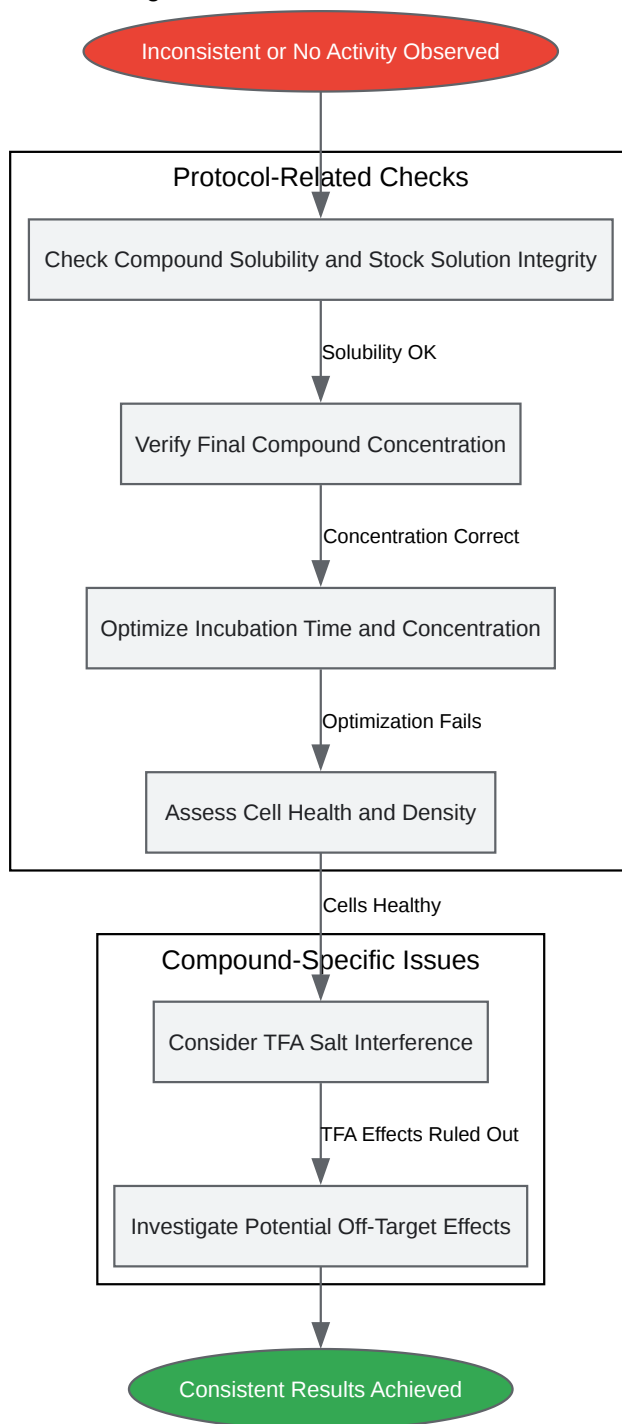 Inconsistent or No Activity Observed
Protocol-Related Checks
Check Compound Solubility and Stock Solution Integrity
Solubility OK
Verify Final Compound Concentration
Concentration Correct
Optimize Incubation Time and Concentration
Optimization Fails
Assess Cell Health and Density
Cells Healthy
Compound-Specific Issues
Consider TFA Salt Interference
TFA Effects Ruled Out
Investigate Potential Off-Target Effects
Consistent Results Achieved